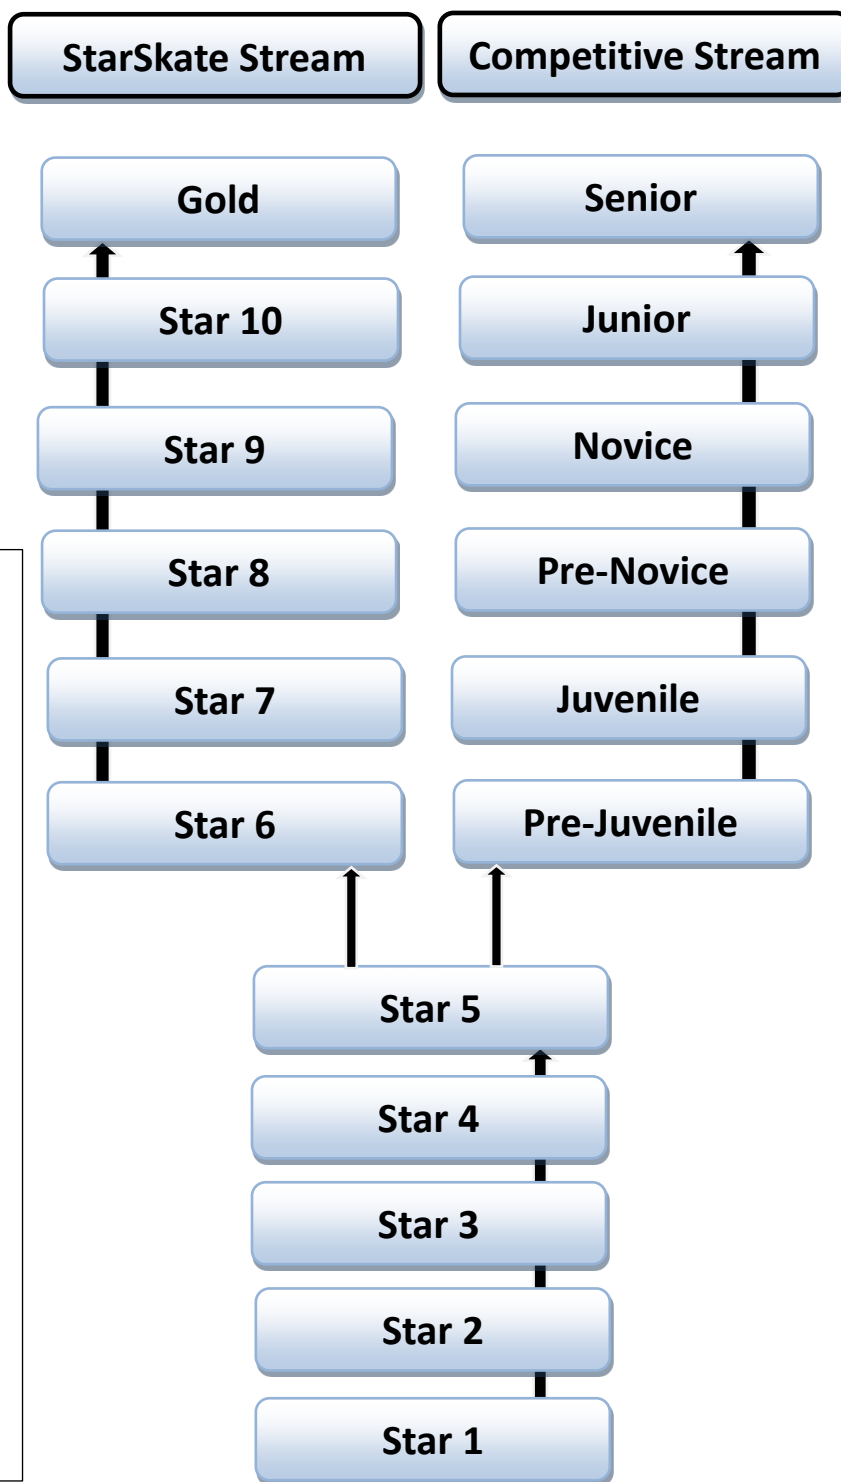 StarSkate Stream
Competitive Stream
Gold
Senior
Star 10
Junior
Star 9
Novice
Star 8
Pre-Novice
Star 7
Juvenile
Star 6
Pre-Juvenile
Star 5
Star 4
Star 3
Star 2
Star 1